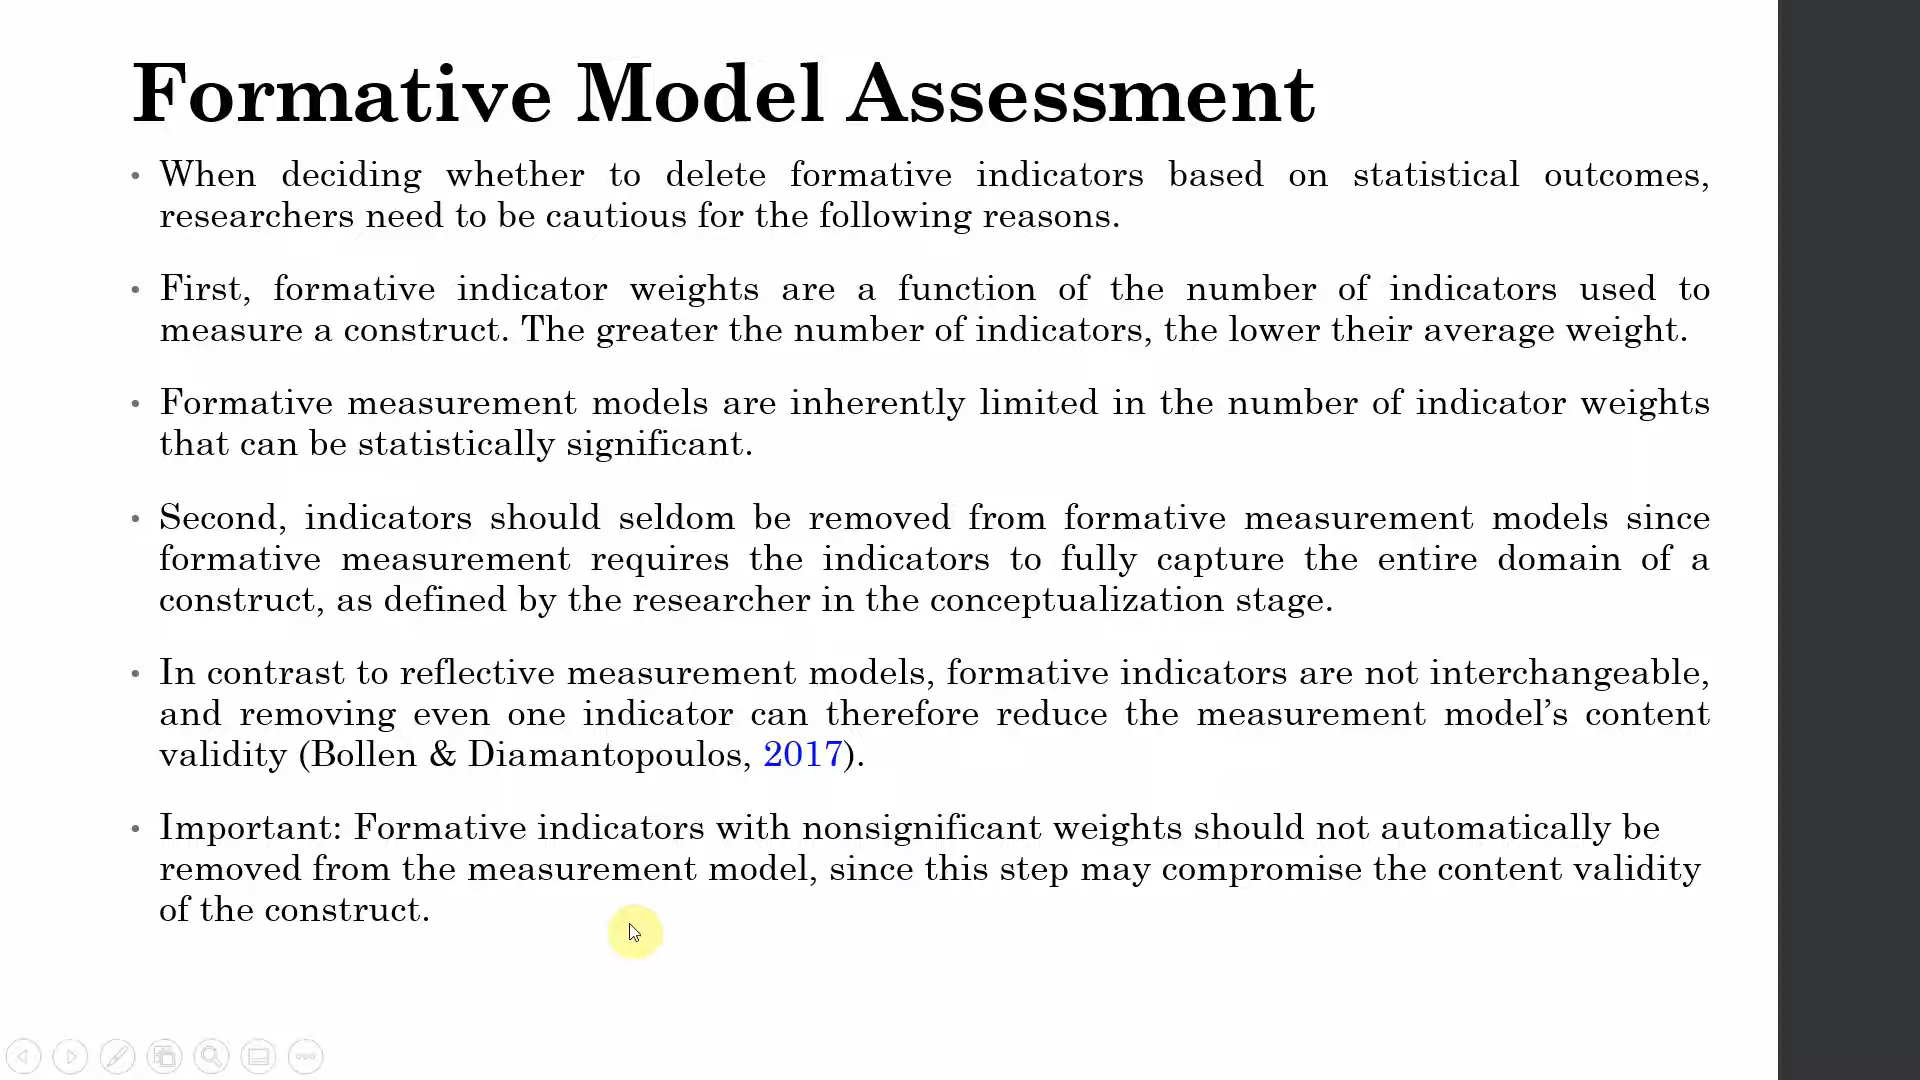 Formative Model Assessment
• When deciding whether to delete formative indicators based on statistical outcomes,
researchers need to be cautious for the following reasons.
• First, formative indicator weights are a function of the number of indicators used to
measure a construct. The greater the number of indicators, the lower their average weight.
• Formative measurement models are inherently limited in the number of indicator weights
that can be statistically significant.
• Second, indicators should seldom be removed from formative measurement models since
formative measurement requires the indicators to fully capture the entire domain of a
construct, as defined by the researcher in the conceptualization stage.
• In contrast to reflective measurement models, formative indicators are not interchangeable,
and removing even one indicator can therefore reduce the measurement model’s content
validity (Bollen & Diamantopoulos, 2017).
• Important: Formative indicators with nonsignificant weights should not automatically be
removed from the measurement model, since this step may compromise the content validity
of the construct.